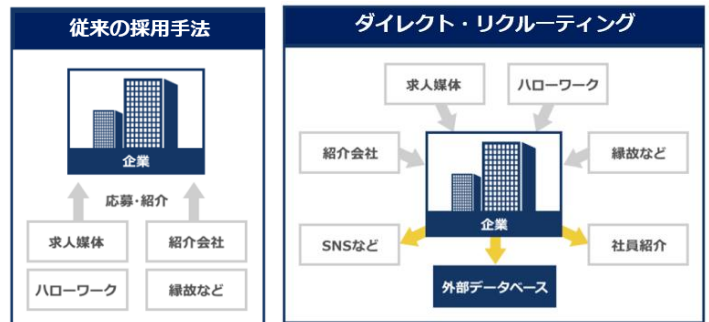 従来の採用手法
企業
応募・紹介
求人媒体
紹介会社
ハローワーク
縁故など
ダイレクト・リクルーティング
求人媒体
ハローワーク
紹介会社
縁故など
企業
SNSなど
社員紹介
外部データベース